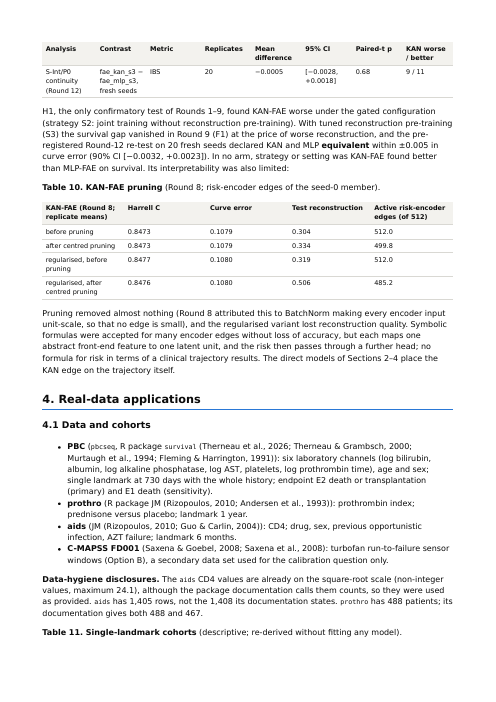 Analysis Contrast Metric Replicates Mean difference 95% CI Paired-t p KAN worse / better
S-Int/P0 continuity (Round 12) fae_kan_s3 − fae_mlp_s3, fresh seeds IBS 20 −0.0005 [−0.0028, +0.0018] 0.68 9 / 11
H1, the only confirmatory test of Rounds 1–9, found KAN-FAE worse under the gated configuration
(strategy S2: joint training without reconstruction pre-training). With tuned reconstruction pre-training
(S3) the survival gap vanished in Round 9 (F1) at the price of worse reconstruction, and the pre-
registered Round-12 re-test on 20 fresh seeds declared KAN and MLP equivalent within ±0.005 in
curve error (90% CI [−0.0032, +0.0023]). In no arm, strategy or setting was KAN-FAE found better
than MLP-FAE on survival. Its interpretability was also limited:
Table 10. KAN-FAE pruning (Round 8; risk-encoder edges of the seed-0 member).
KAN-FAE (Round 8; replicate means) Harrell C Curve error Test reconstruction Active risk-encoder edges (of 512)
before pruning 0.8473 0.1079 0.304 512.0
after centred pruning 0.8473 0.1079 0.334 499.8
regularised, before pruning 0.8477 0.1080 0.319 512.0
regularised, after centred pruning 0.8476 0.1080 0.506 485.2
Pruning removed almost nothing (Round 8 attributed this to BatchNorm making every encoder input
unit-scale, so that no edge is small), and the regularised variant lost reconstruction quality. Symbolic
formulas were accepted for many encoder edges without loss of accuracy, but each maps one
abstract front-end feature to one latent unit, and the risk then passes through a further head; no
formula for risk in terms of a clinical trajectory results. The direct models of Sections 2–4 place the
KAN edge on the trajectory itself.
4. Real-data applications
4.1 Data and cohorts
• PBC (pbcseq, R package survival (Therneau et al., 2026; Therneau & Grambsch, 2000;
Murtaugh et al., 1994; Fleming & Harrington, 1991)): six laboratory channels (log bilirubin,
albumin, log alkaline phosphatase, log AST, platelets, log prothrombin time), age and sex;
single landmark at 730 days with the whole history; endpoint E2 death or transplantation
(primary) and E1 death (sensitivity).
• prothro (R package JM (Rizopoulos, 2010; Andersen et al., 1993)): prothrombin index;
prednisone versus placebo; landmark 1 year.
• aids (JM (Rizopoulos, 2010; Guo & Carlin, 2004)): CD4; drug, sex, previous opportunistic
infection, AZT failure; landmark 6 months.
• C-MAPSS FD001 (Saxena & Goebel, 2008; Saxena et al., 2008): turbofan run-to-failure sensor
windows (Option B), a secondary data set used for the calibration question only.
Data-hygiene disclosures. The aids CD4 values are already on the square-root scale (non-integer
values, maximum 24.1), although the package documentation calls them counts, so they were used
as provided. aids has 1,405 rows, not the 1,408 its documentation states. prothro has 488 patients; its
documentation gives both 488 and 467.
Table 11. Single-landmark cohorts (descriptive; re-derived without fitting any model).